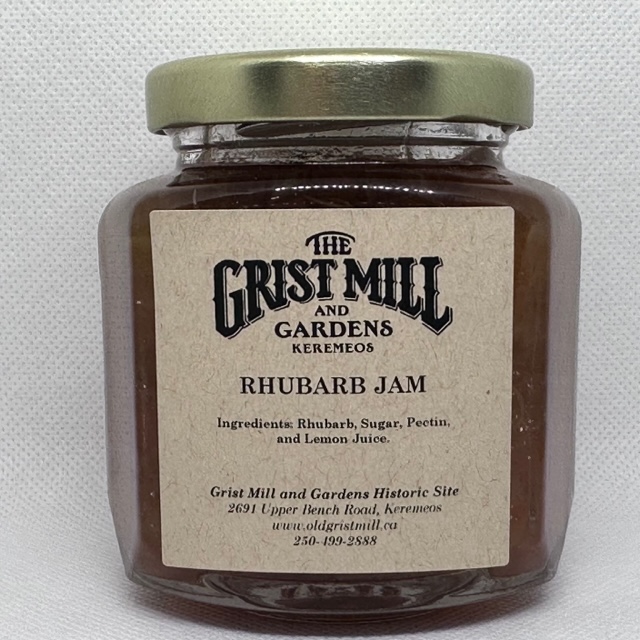 THE
GRIST MILL
AND
GARDENS
KEREMEOS
RHUBARB JAM
Ingredients: Rhubarb, Sugar, Pectin,
and Lemon Juice.
Grist Mill and Gardens Historic Site
2691 Upper Bench Road, Keremeos
www.oldgristmill.ca
250-499-2888